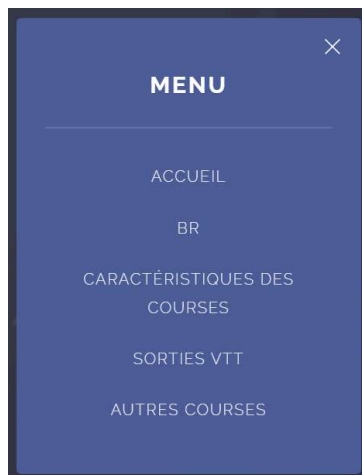 MENU
ACCUEIL
BR
CARACTÉRISTIQUES DES
COURSES
SORTIES VTT
AUTRES COURSES